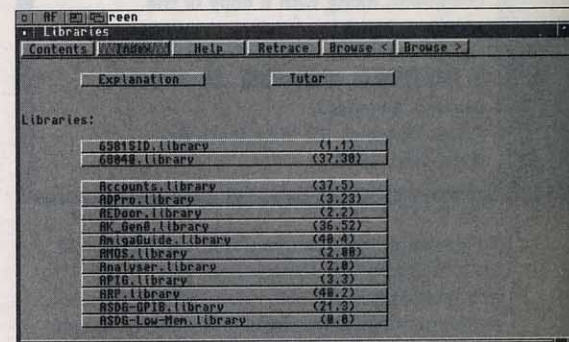 AF reen
Libraries
Contents Index Help Retrace Browse < Browse >
Explanation Tutor
Libraries:
6581SID.library (1,1)
68040.library (37.30)
Accounts.library (37.5)
ADPro.library (3.23)
AEDoor.library (2.2)
AK_Gen0.library (36.52)
AmigaGuide.library (40.4)
AMOS.library (2.00)
Analyser.library (2.0)
APIG.library (3.3)
ARP.library (40.2)
ASDG-GPIB.library (21.3)
ASDG-Low-Mem.library (0.0)